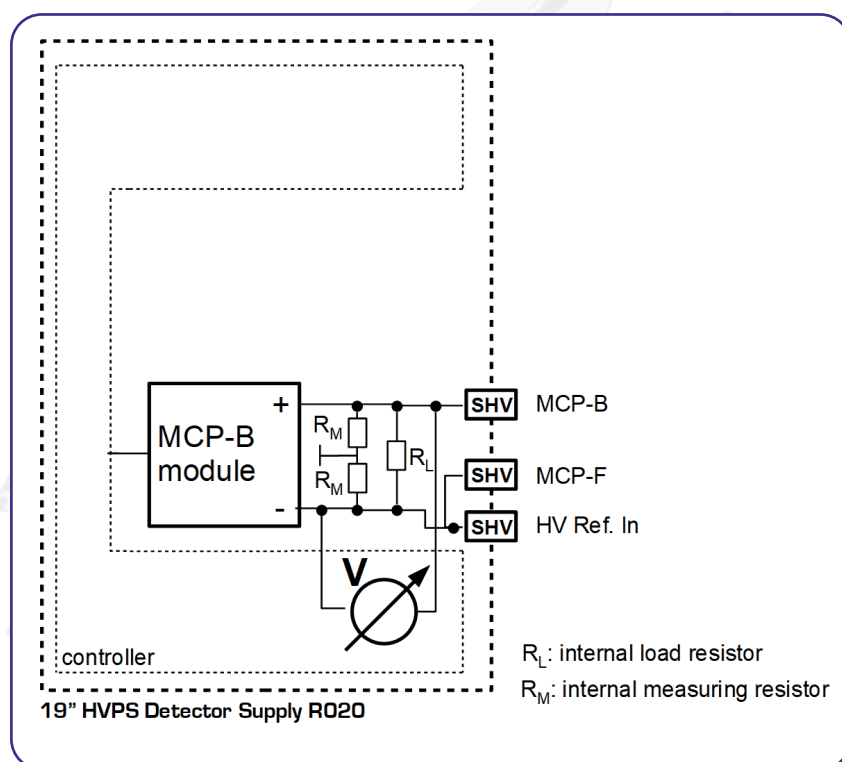 +
SHV
MCP-B
R_M
MCP-B
module
R_L
SHV
MCP-F
R_M
-
SHV
HV Ref. In
V
controller
R_L: internal load resistor
R_M: internal measuring resistor
19" HVPS Detector Supply R020